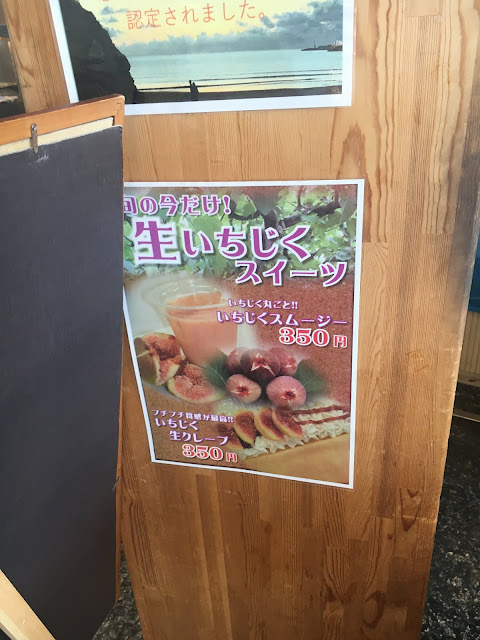 認定されました。
旬の今だけ!
生いちじく
スイーツ
いちじく丸ごと!!
いちじくスムージー
350円
プチプチ食感が最高!!
いちじく
生クレープ
350円